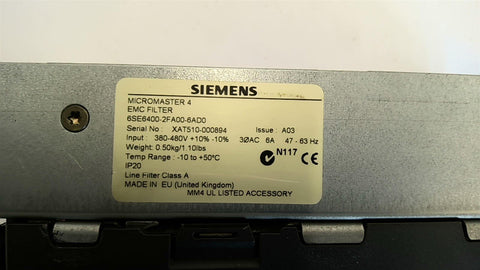 SIEMENS
MICROMASTER 4
EMC FILTER
6SE6400-2FA00-6AD0
Serial No : XAT510-000894 Issue : A03
Input : 380-480V +10% -10% 3ØAC 6A 47 - 63 Hz
Weight: 0.50kg/1.10lbs
Temp Range : -10 to +50°C
N117
IP20
Line Filter Class A
MADE IN EU (United Kingdom)
MM4 UL LISTED ACCESSORY